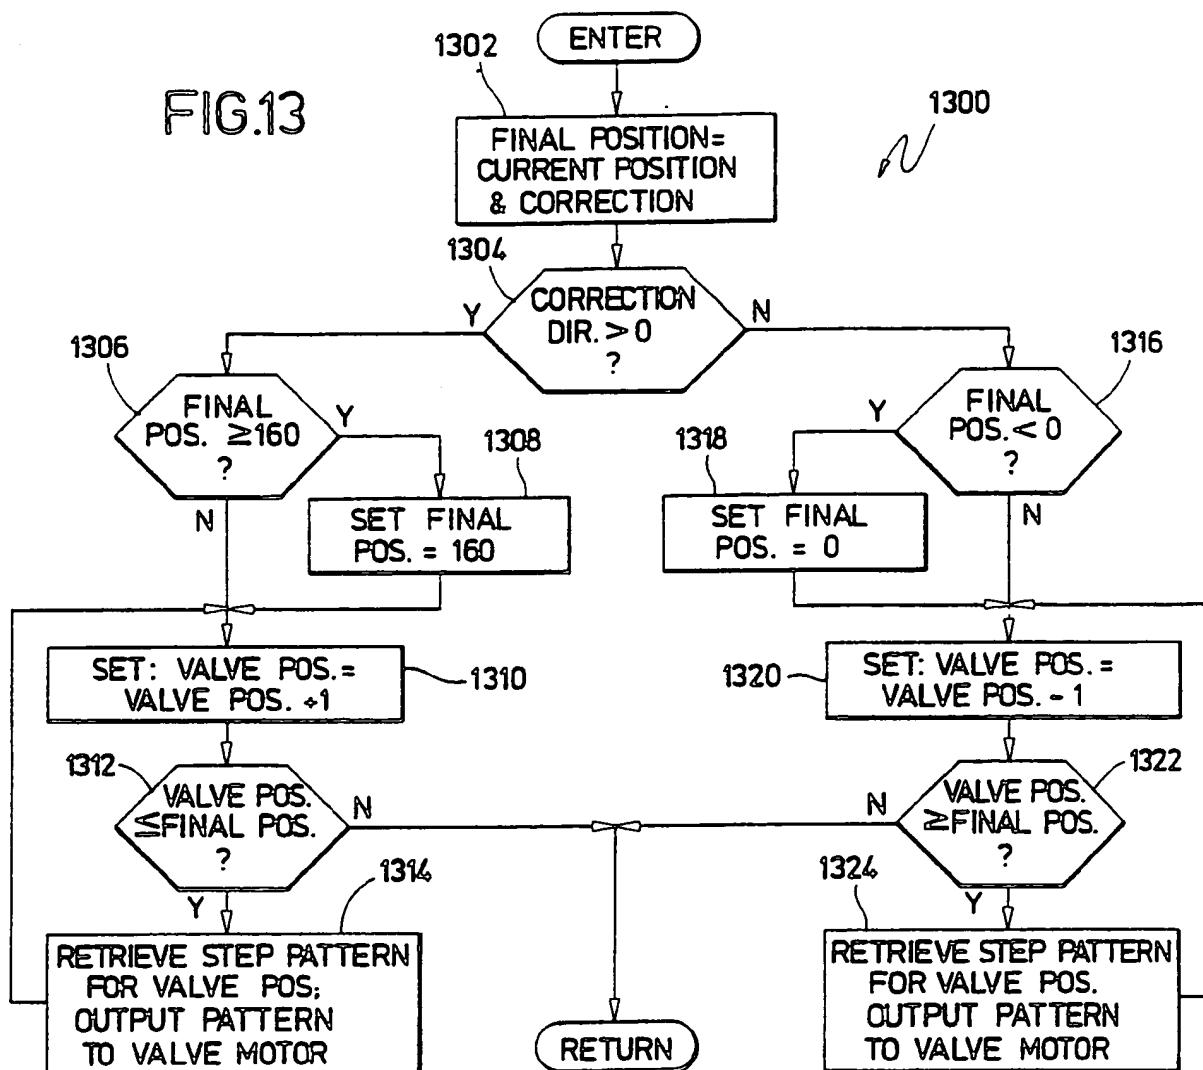 ENTER
1302
FIG.13
1300
FINAL POSITION=
CURRENT POSITION
& CORRECTION
1304
CORRECTION
DIR. > 0
?
Y
N
1306
FINAL
POS. ≥160
?
Y
N
1308
SET FINAL
POS. = 160
1316
FINAL
POS. < 0
?
Y
N
1318
SET FINAL
POS. = 0
SET: VALVE POS.=
VALVE POS. +1
1310
1320
SET: VALVE POS.=
VALVE POS. - 1
1312
VALVE POS.
≤FINAL POS.
?
N
Y
1322
VALVE POS.
≥FINAL POS.
?
N
Y
1314
RETRIEVE STEP PATTERN
FOR VALVE POS;
OUTPUT PATTERN
TO VALVE MOTOR
RETURN
1324
RETRIEVE STEP PATTERN
FOR VALVE POS.
OUTPUT PATTERN
TO VALVE MOTOR